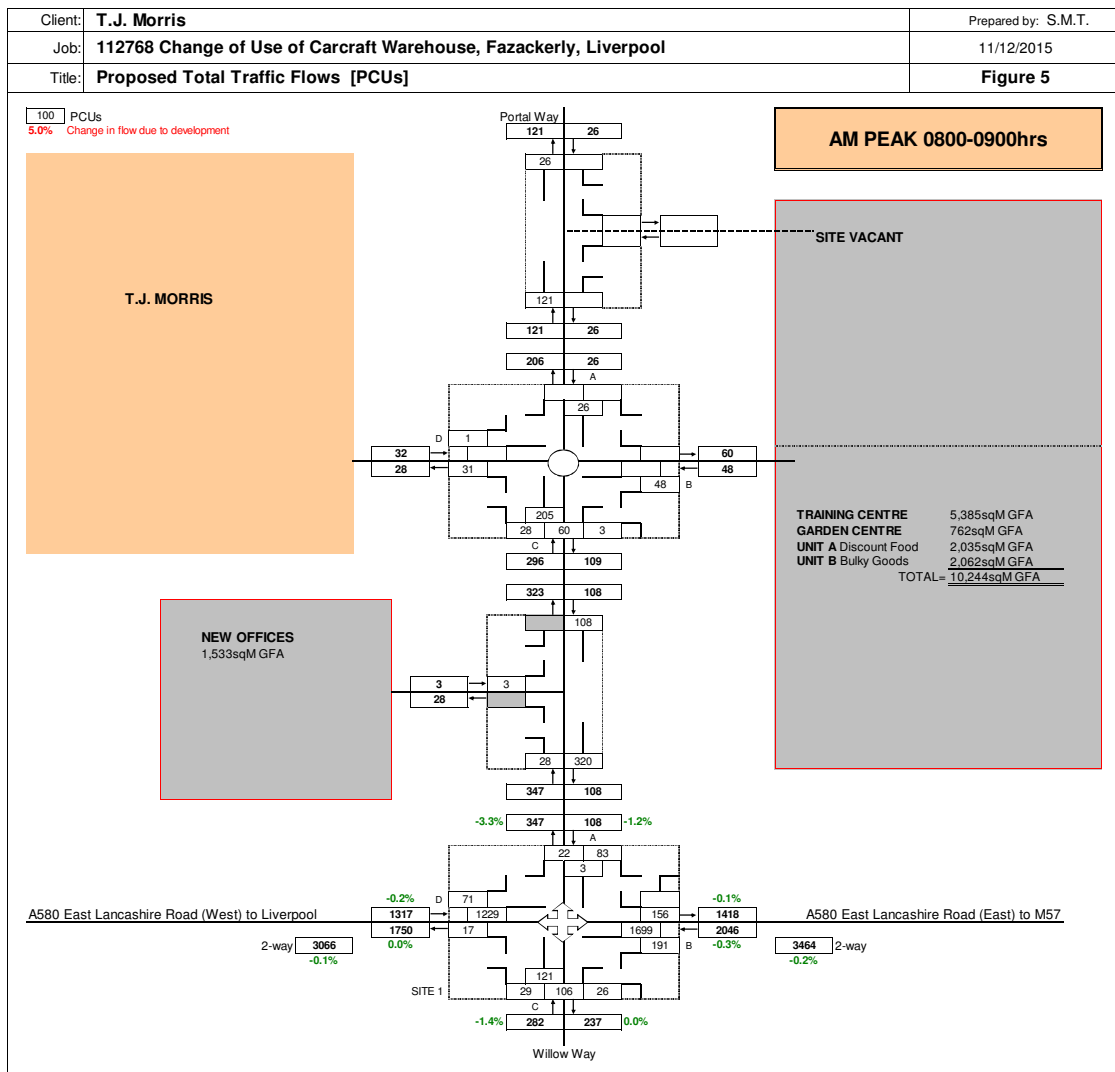 Client: T.J. Morris Prepared by: S.M.T.
Job: 112768 Change of Use of Carcraft Warehouse, Fazackerly, Liverpool 11/12/2015
Title: Proposed Total Traffic Flows [PCUs] Figure 5
100 PCUs
5.0% Change in flow due to development
Portal Way
121 26
AM PEAK 0800-0900hrs
26
SITE VACANT
T.J. MORRIS
121
121 26
206 26
A
26
D 1
32 60
28 31 48
48 B
205
28 60 3
C
296 109
323 108
TRAINING CENTRE 5,385sqM GFA
GARDEN CENTRE 762sqM GFA
UNIT A Discount Food 2,035sqM GFA
UNIT B Bulky Goods 2,062sqM GFA
TOTAL= 10,244sqM GFA
108
NEW OFFICES
1,533sqM GFA
3 3
28
28 320
347 108
-3.3% 347 108 -1.2%
A
22 83
3
-0.2% D 71 -0.1%
A580 East Lancashire Road (West) to Liverpool 1317 1229 156 1418 A580 East Lancashire Road (East) to M57
1750 17 1699 2046
2-way 3066 0.0% 191 B -0.3% 3464 2-way
-0.1% -0.2%
121
SITE 1 29 106 26
C
-1.4% 282 237 0.0%
Willow Way